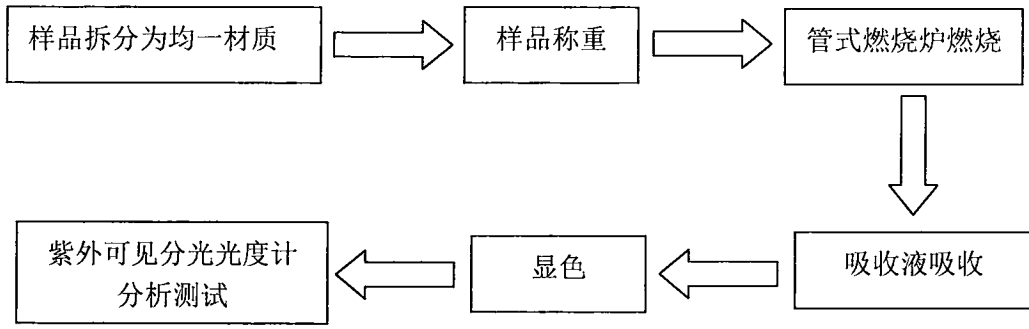 样品拆分为均一材质
样品称重
管式燃烧炉燃烧
吸收液吸收
显色
紫外可见分光光度计
分析测试